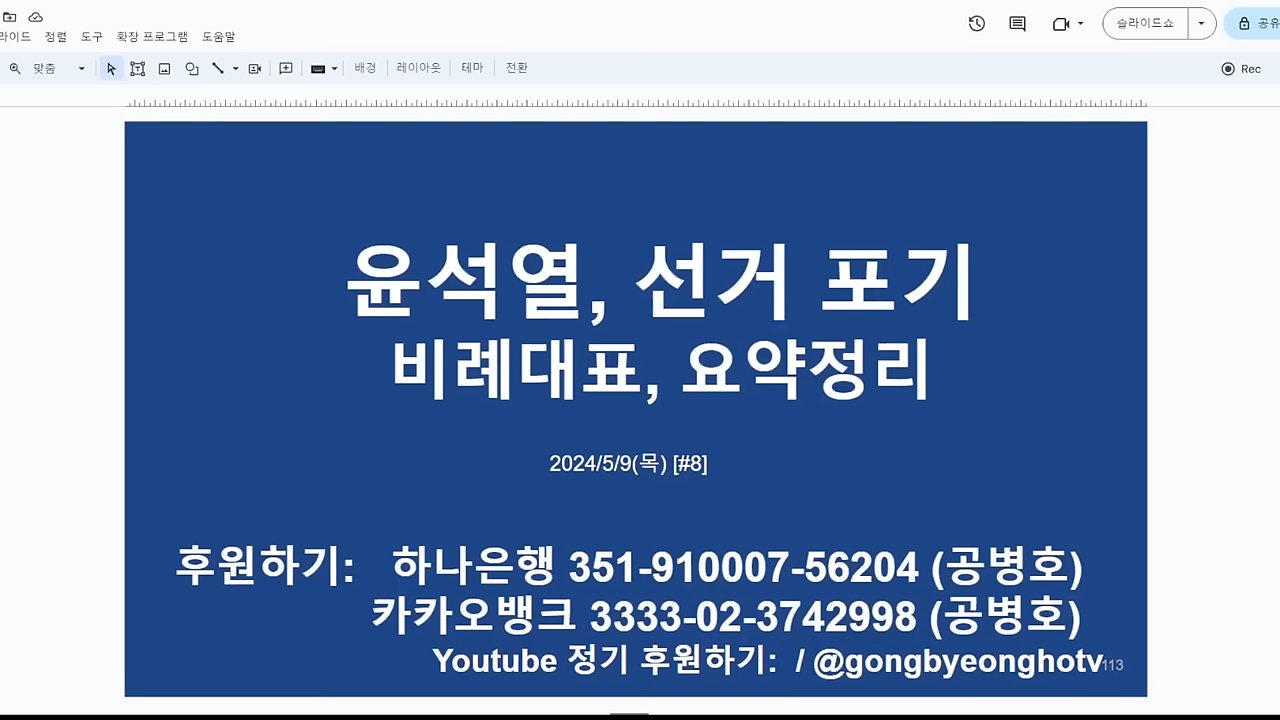 라이드 정렬 도구 확장 프로그램 도움말
슬라이드쇼
공유
맞춤 배경 레이아웃 테마 전환
Rec
윤석열, 선거 포기
비례대표, 요약정리
2024/5/9(목) [#8]
후원하기: 하나은행 351-910007-56204 (공병호)
카카오뱅크 3333-02-3742998 (공병호)
Youtube 정기 후원하기: / @gongbyeonghotv
113